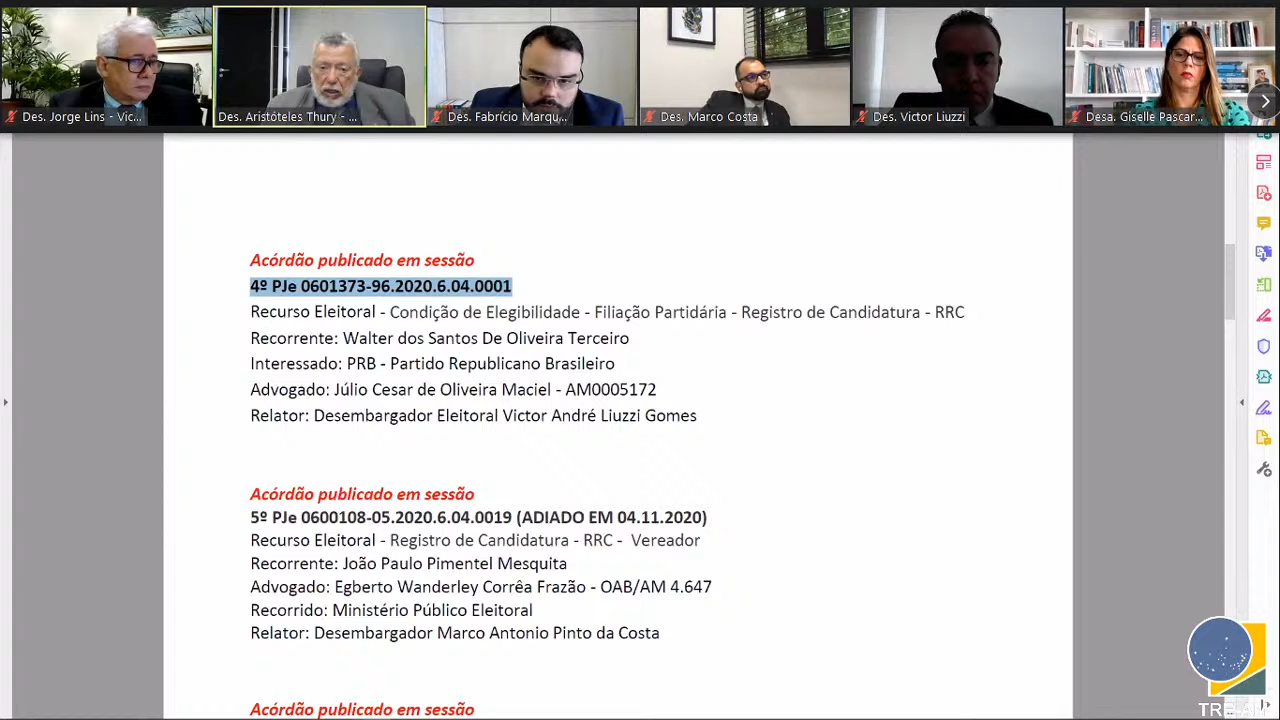 Des. Jorge Lins - Vic...
Des. Aristóteles Thury - ...
Des. Fabrício Marqu...
Des. Marco Costa
Des. Victor Liuzzi
Desa. Giselle Pascar...
Acórdão publicado em sessão
4º PJe 0601373-96.2020.6.04.0001
Recurso Eleitoral - Condição de Elegibilidade - Filiação Partidária - Registro de Candidatura - RRC
Recorrente: Walter dos Santos De Oliveira Terceiro
Interessado: PRB - Partido Republicano Brasileiro
Advogado: Júlio Cesar de Oliveira Maciel - AM0005172
Relator: Desembargador Eleitoral Victor André Liuzzi Gomes
Acórdão publicado em sessão
5º PJe 0600108-05.2020.6.04.0019 (ADIADO EM 04.11.2020)
Recurso Eleitoral - Registro de Candidatura - RRC - Vereador
Recorrente: João Paulo Pimentel Mesquita
Advogado: Egberto Wanderley Corrêa Frazão - OAB/AM 4.647
Recorrido: Ministério Público Eleitoral
Relator: Desembargador Marco Antonio Pinto da Costa
Acórdão publicado em sessão